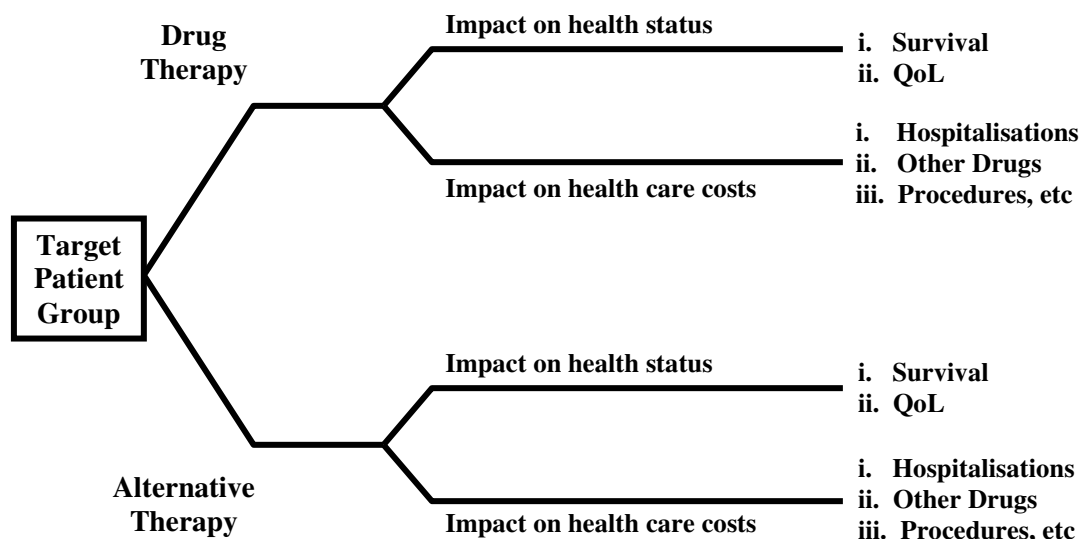 Drug
Therapy
Impact on health status
i. Survival
ii. QoL
i. Hospitalisations
ii. Other Drugs
iii. Procedures, etc
Impact on health care costs
Target
Patient
Group
Impact on health status
i. Survival
ii. QoL
Alternative
Therapy
i. Hospitalisations
ii. Other Drugs
iii. Procedures, etc
Impact on health care costs